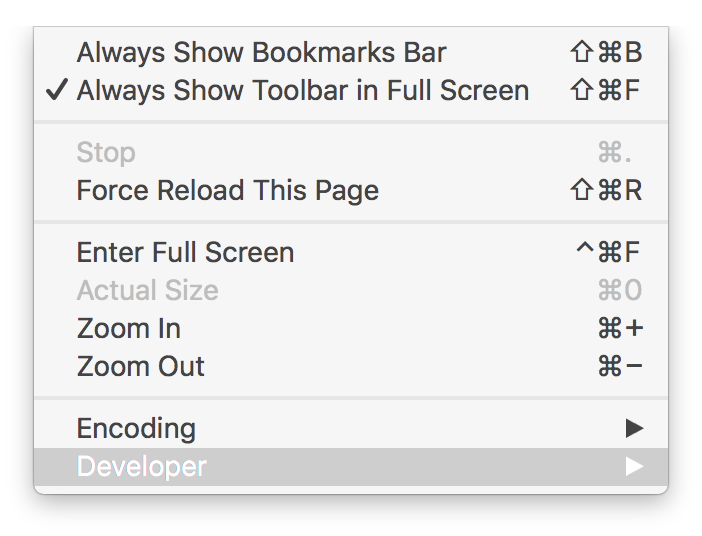 Always Show Bookmarks Bar ⇧⌘B
✓ Always Show Toolbar in Full Screen ⇧⌘F
Stop ⌘.
Force Reload This Page ⇧⌘R
Enter Full Screen ^⌘F
Actual Size ⌘0
Zoom In ⌘+
Zoom Out ⌘−
Encoding ▶
Developer ▶